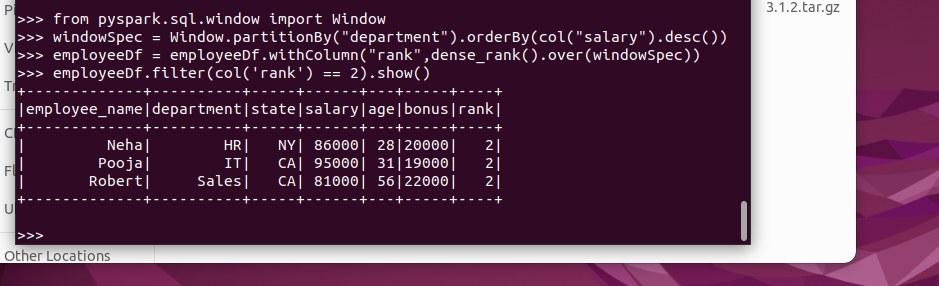 >>> from pyspark.sql.window import Window
3.1.2.tar.gz
>>> windowSpec = Window.partitionBy("department").orderBy(col("salary").desc())
>>> employeeDf = employeeDf.withColumn("rank",dense_rank().over(windowSpec))
>>> employeeDf.filter(col('rank') == 2).show()
+-------------+----------+-----+------+---+-----+----+
|employee_name|department|state|salary|age|bonus|rank|
+-------------+----------+-----+------+---+-----+----+
|         Neha|        HR|   NY| 86000| 28|20000|   2|
|        Pooja|        IT|   CA| 95000| 31|19000|   2|
|       Robert|     Sales|   CA| 81000| 56|22000|   2|
+-------------+----------+-----+------+---+-----+----+
>>>
Other Locations